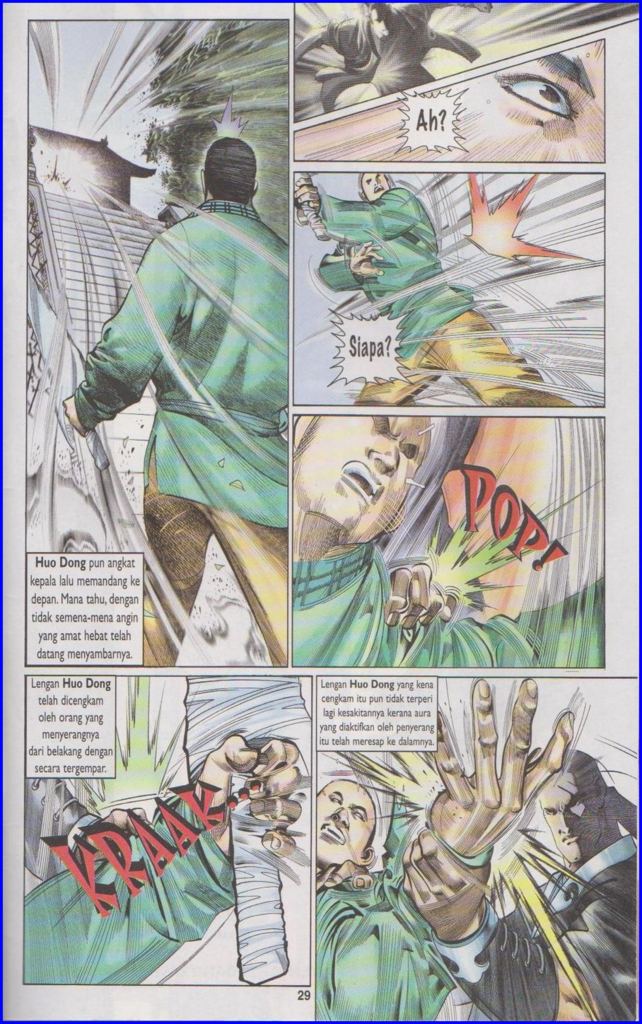 Ah?
Siapa?
POP!
Huo Dong pun angkat
kepala lalu memandang ke
depan. Mana tahu, dengan
tidak semena-mena angin
yang amat hebat telah
datang menyambarnya.
Lengan Huo Dong
telah dicengkam
oleh orang yang
menyerangnya
dari belakang dengan
secara tergempar.
KRAAK...
Lengan Huo Dong yang kena
cengkam itu pun tidak terperi
lagi kesakitannya kerana aura
yang diaktifkan oleh penyerang
itu telah meresap ke dalamnya.
29